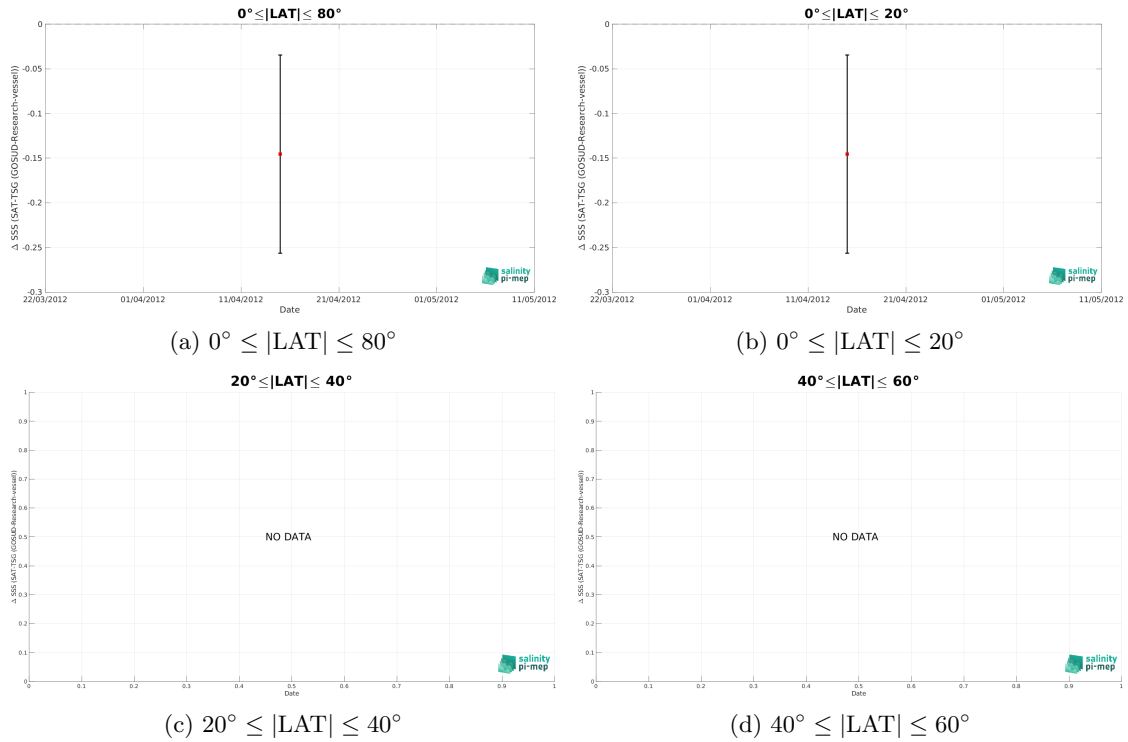 0°≤|LAT|≤ 80°
0
-0.05
-0.1
-0.15
-0.2
-0.25
-0.3
Δ SSS (SAT-TSG (GOSUD-Research-vessel))
22/03/2012 01/04/2012 11/04/2012 21/04/2012 01/05/2012 11/05/2012
Date
salinity
pi-mep
(a) 0° ≤ |LAT| ≤ 80°
0°≤|LAT|≤ 20°
0
-0.05
-0.1
-0.15
-0.2
-0.25
-0.3
Δ SSS (SAT-TSG (GOSUD-Research-vessel))
22/03/2012 01/04/2012 11/04/2012 21/04/2012 01/05/2012 11/05/2012
Date
salinity
pi-mep
(b) 0° ≤ |LAT| ≤ 20°
20°≤|LAT|≤ 40°
1
0.9
0.8
0.7
0.6
0.5
0.4
0.3
0.2
0.1
0
Δ SSS (SAT-TSG (GOSUD-Research-vessel))
NO DATA
0 0.1 0.2 0.3 0.4 0.5 0.6 0.7 0.8 0.9 1
Date
salinity
pi-mep
(c) 20° ≤ |LAT| ≤ 40°
40°≤|LAT|≤ 60°
1
0.9
0.8
0.7
0.6
0.5
0.4
0.3
0.2
0.1
0
Δ SSS (SAT-TSG (GOSUD-Research-vessel))
NO DATA
0 0.1 0.2 0.3 0.4 0.5 0.6 0.7 0.8 0.9 1
Date
salinity
pi-mep
(d) 40° ≤ |LAT| ≤ 60°